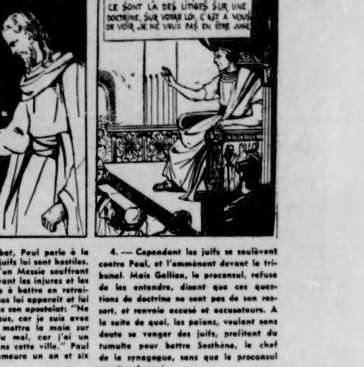 CE SONT LÀ DES LITIGES SUR UNE
DOCTRINE, SUR VOTRE LOI, C'EST A VOUS
DE VOIR, JE NE VEUX PAS EN ÊTRE JUGE
Paul parle à la
juifs lui sont hostiles.
un Messie souffrant
les injures et les
à battre en retrai-
lui apparait et lui
son apostolat: "Ne
car je suis avec
mettre la main sur
du mal, car j'ai un
cette ville." Paul
un an et six
4. — Cependant les juifs se soulèvent
contre Paul, et l'emmènent devant le tri-
bunal. Mais Gallion, le proconsul, refuse
de les entendre, disant que ces ques-
tions de doctrine ne sont pas de son res-
sort, et renvoie accusé et accusateurs. A
la suite de quoi, les païens, voulant sans
doute se venger des juifs, profitent du
tumulte pour battre Sosthène, le chef
de la synagogue, sans que le proconsul